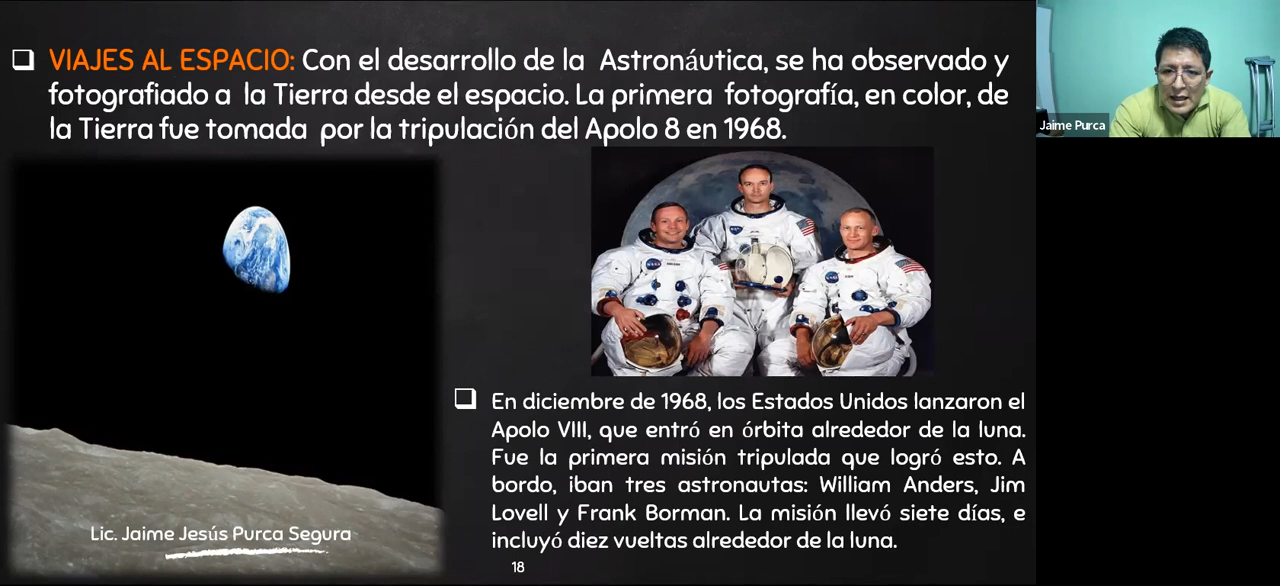 VIAJES AL ESPACIO: Con el desarrollo de la Astronáutica, se ha observado y
fotografiado a la Tierra desde el espacio. La primera fotografía, en color, de
la Tierra fue tomada por la tripulación del Apolo 8 en 1968.
Jaime Purca
En diciembre de 1968, los Estados Unidos lanzaron el
Apolo VIII, que entró en órbita alrededor de la luna.
Fue la primera misión tripulada que logró esto. A
bordo, iban tres astronautas: William Anders, Jim
Lovell y Frank Borman. La misión llevó siete días, e
incluyó diez vueltas alrededor de la luna.
Lic. Jaime Jesús Purca Segura
18